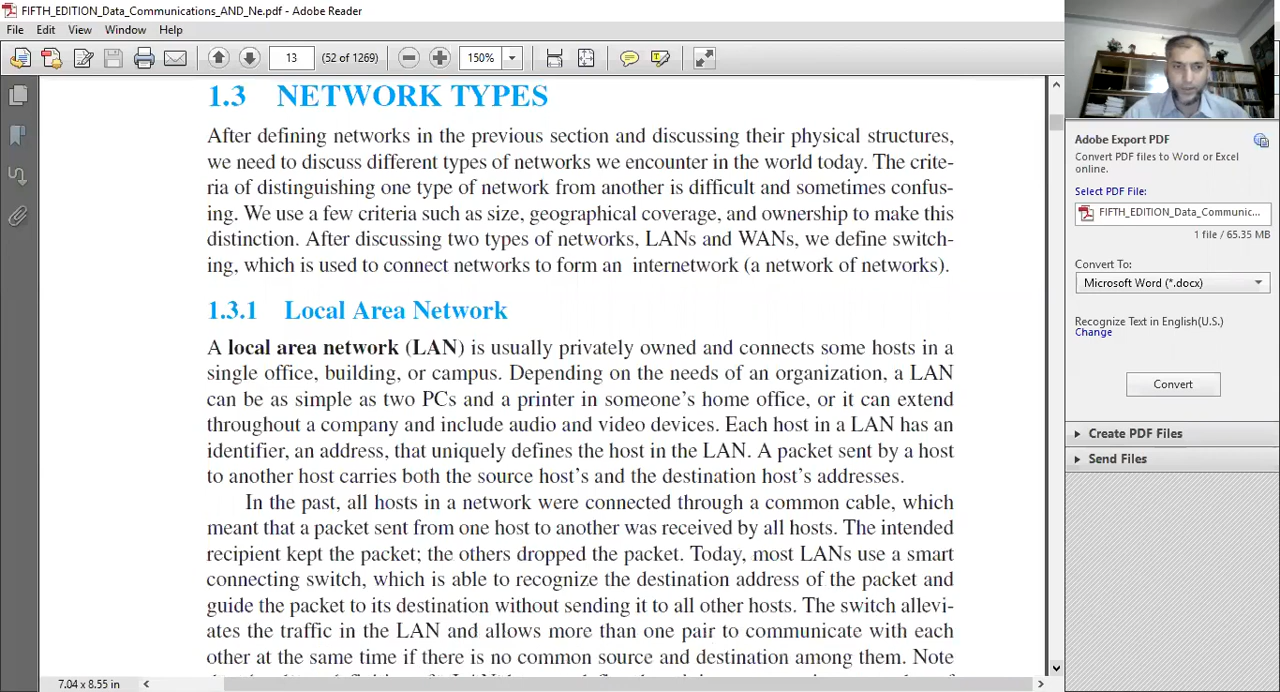 FIFTH_EDITION_Data_Communications_AND_Ne.pdf - Adobe Reader
File Edit View Window Help
13 (52 of 1269) 150%
1.3 NETWORK TYPES
After defining networks in the previous section and discussing their physical structures,
we need to discuss different types of networks we encounter in the world today. The crite-
ria of distinguishing one type of network from another is difficult and sometimes confus-
ing. We use a few criteria such as size, geographical coverage, and ownership to make this
distinction. After discussing two types of networks, LANs and WANs, we define switch-
ing, which is used to connect networks to form an internetwork (a network of networks).
1.3.1 Local Area Network
A local area network (LAN) is usually privately owned and connects some hosts in a
single office, building, or campus. Depending on the needs of an organization, a LAN
can be as simple as two PCs and a printer in someone's home office, or it can extend
throughout a company and include audio and video devices. Each host in a LAN has an
identifier, an address, that uniquely defines the host in the LAN. A packet sent by a host
to another host carries both the source host's and the destination host's addresses.
In the past, all hosts in a network were connected through a common cable, which
meant that a packet sent from one host to another was received by all hosts. The intended
recipient kept the packet; the others dropped the packet. Today, most LANs use a smart
connecting switch, which is able to recognize the destination address of the packet and
guide the packet to its destination without sending it to all other hosts. The switch allevi-
ates the traffic in the LAN and allows more than one pair to communicate with each
other at the same time if there is no common source and destination among them. Note
7.04 x 8.55 in
Adobe Export PDF
Convert PDF files to Word or Excel
online.
Select PDF File:
FIFTH_EDITION_Data_Communic...
1 file / 65.35 MB
Convert To:
Microsoft Word (*.docx)
Recognize Text in English(U.S.)
Change
Convert
Create PDF Files
Send Files